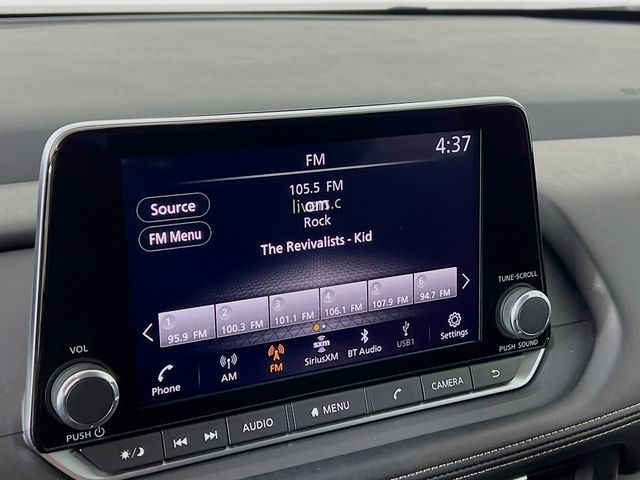 FM
4:37
105.5 FM
Source
Rock
FM Menu
The Revivalists - Kid
1
95.9 FM
2
100.3 FM
3
101.1 FM
4
106.1 FM
5
107.9 FM
6
94.7 FM
Phone
AM
FM
sxm
SiriusXM
BT Audio
USB1
Settings
VOL
PUSH
TUNE•SCROLL
PUSH SOUND
AUDIO
MENU
CAMERA